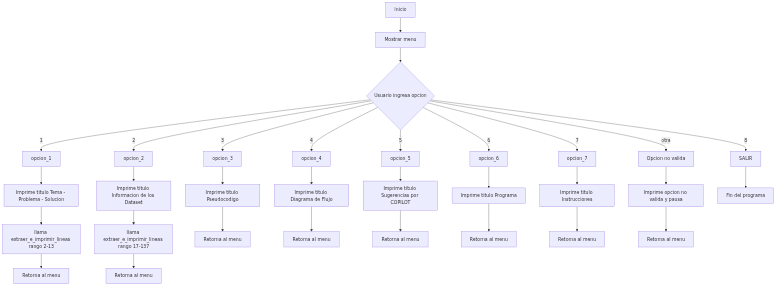 Inicio
Mostrar menu
Usuario ingresa opcion
1
2
3
4
5
6
7
otra
8
opcion_1
opcion_2
opcion_3
opcion_4
opcion_5
opcion_6
opcion_7
Opcion no valida
SALIR
Imprime titulo Tema -
Problema - Solucion
Imprime titulo
Informacion de los
Dataset
Imprime titulo
Pseudocodigo
Imprime titulo
Diagrama de Flujo
Imprime titulo
Sugerencias por
COPILOT
Imprime titulo Programa
Imprime titulo
Instrucciones
Imprime opcion no
valida y pausa
Fin del programa
llama
extraer_e_imprimir_lineas
rango 2-13
llama
extraer_e_imprimir_lineas
rango 17-137
Retorna al menu
Retorna al menu
Retorna al menu
Retorna al menu
Retorna al menu
Retorna al menu
Retorna al menu
Retorna al menu